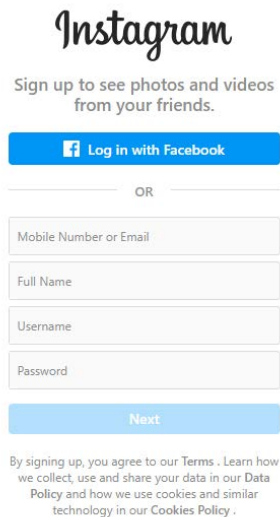 Instagram
Sign up to see photos and videos
from your friends.
Log in with Facebook
OR
Mobile Number or Email
Full Name
Username
Password
Next
By signing up, you agree to our Terms . Learn how
we collect, use and share your data in our Data
Policy and how we use cookies and similar
technology in our Cookies Policy .